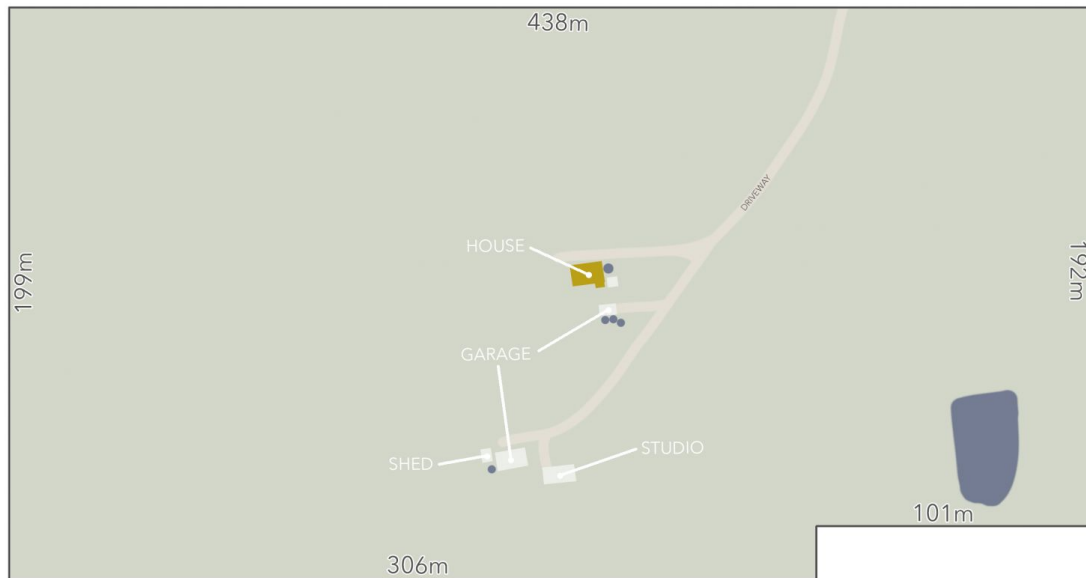 438m
DRIVEWAY
HOUSE
199m
192m
GARAGE
STUDIO
SHED
101m
306m